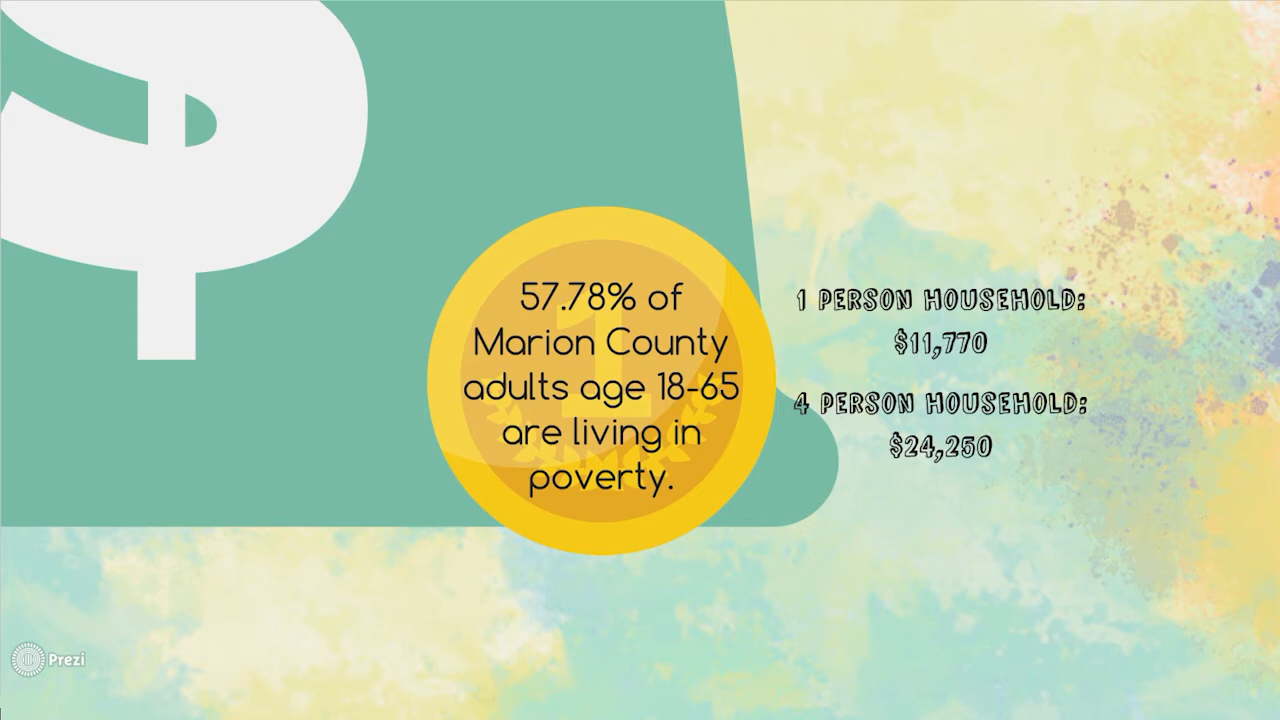 57.78% of
Marion County
adults age 18-65
are living in
poverty.
1 PERSON HOUSEHOLD:
$11,770
4 PERSON HOUSEHOLD:
$24,250
Prezi